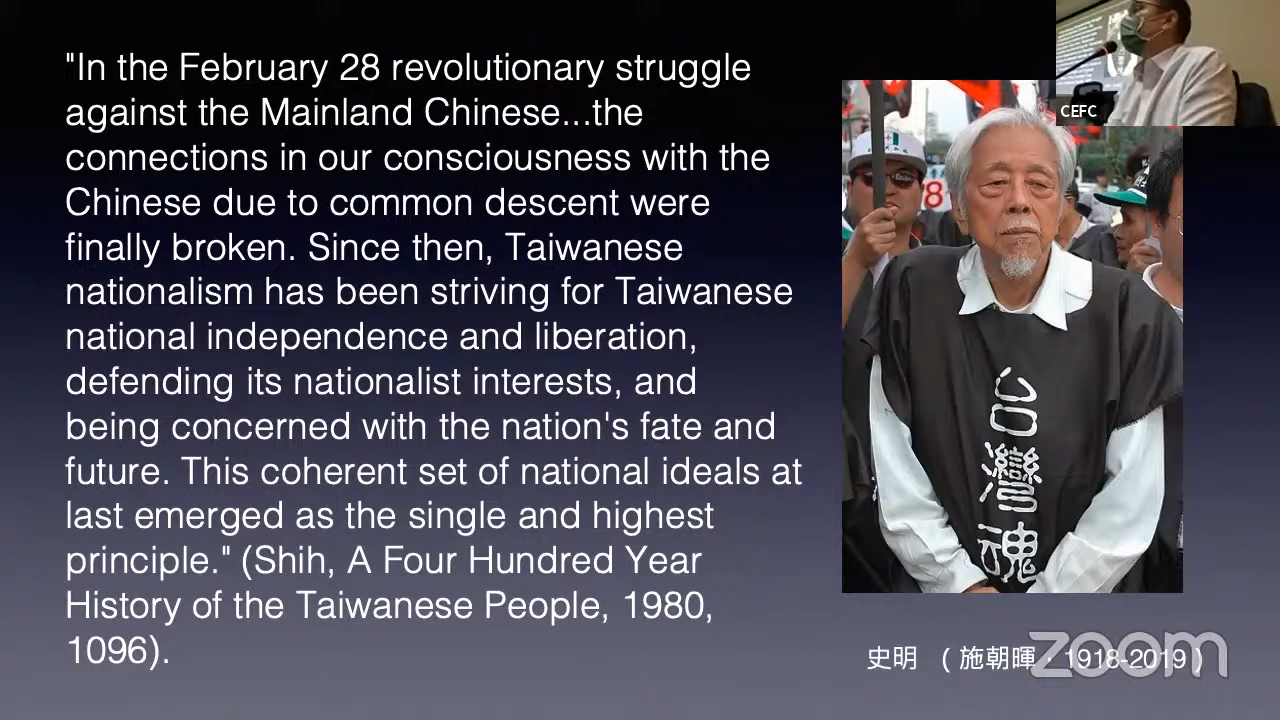 "In the February 28 revolutionary struggle
against the Mainland Chinese...the
connections in our consciousness with the
Chinese due to common descent were
finally broken. Since then, Taiwanese
nationalism has been striving for Taiwanese
national independence and liberation,
defending its nationalist interests, and
being concerned with the nation's fate and
future. This coherent set of national ideals at
last emerged as the single and highest
principle." (Shih, A Four Hundred Year
History of the Taiwanese People, 1980,
1096).
CEFC
8
台灣魂
史明 （施朝暉，1918-2019）
zoom